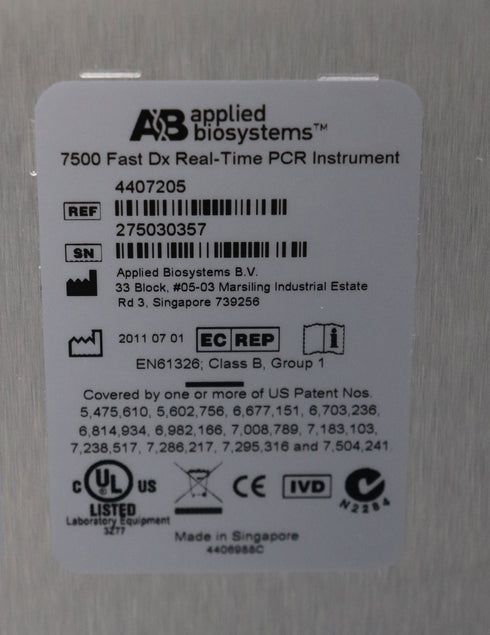 AB applied
biosystems™
7500 Fast Dx Real-Time PCR Instrument
4407205
REF
275030357
SN
Applied Biosystems B.V.
33 Block, #05-03 Marsiling Industrial Estate
Rd 3, Singapore 739256
2011 07 01 EC REP i
EN61326; Class B, Group 1
Covered by one or more of US Patent Nos.
5,475,610, 5,602,756, 6,677,151, 6,703,236,
6,814,934, 6,982,166, 7,008,789, 7,183,103,
7,238,517, 7,286,217, 7,295,316 and 7,504,241
C UL US CE IVD
LISTED N2284
Laboratory Equipment
3Z77
Made in Singapore
4406988C